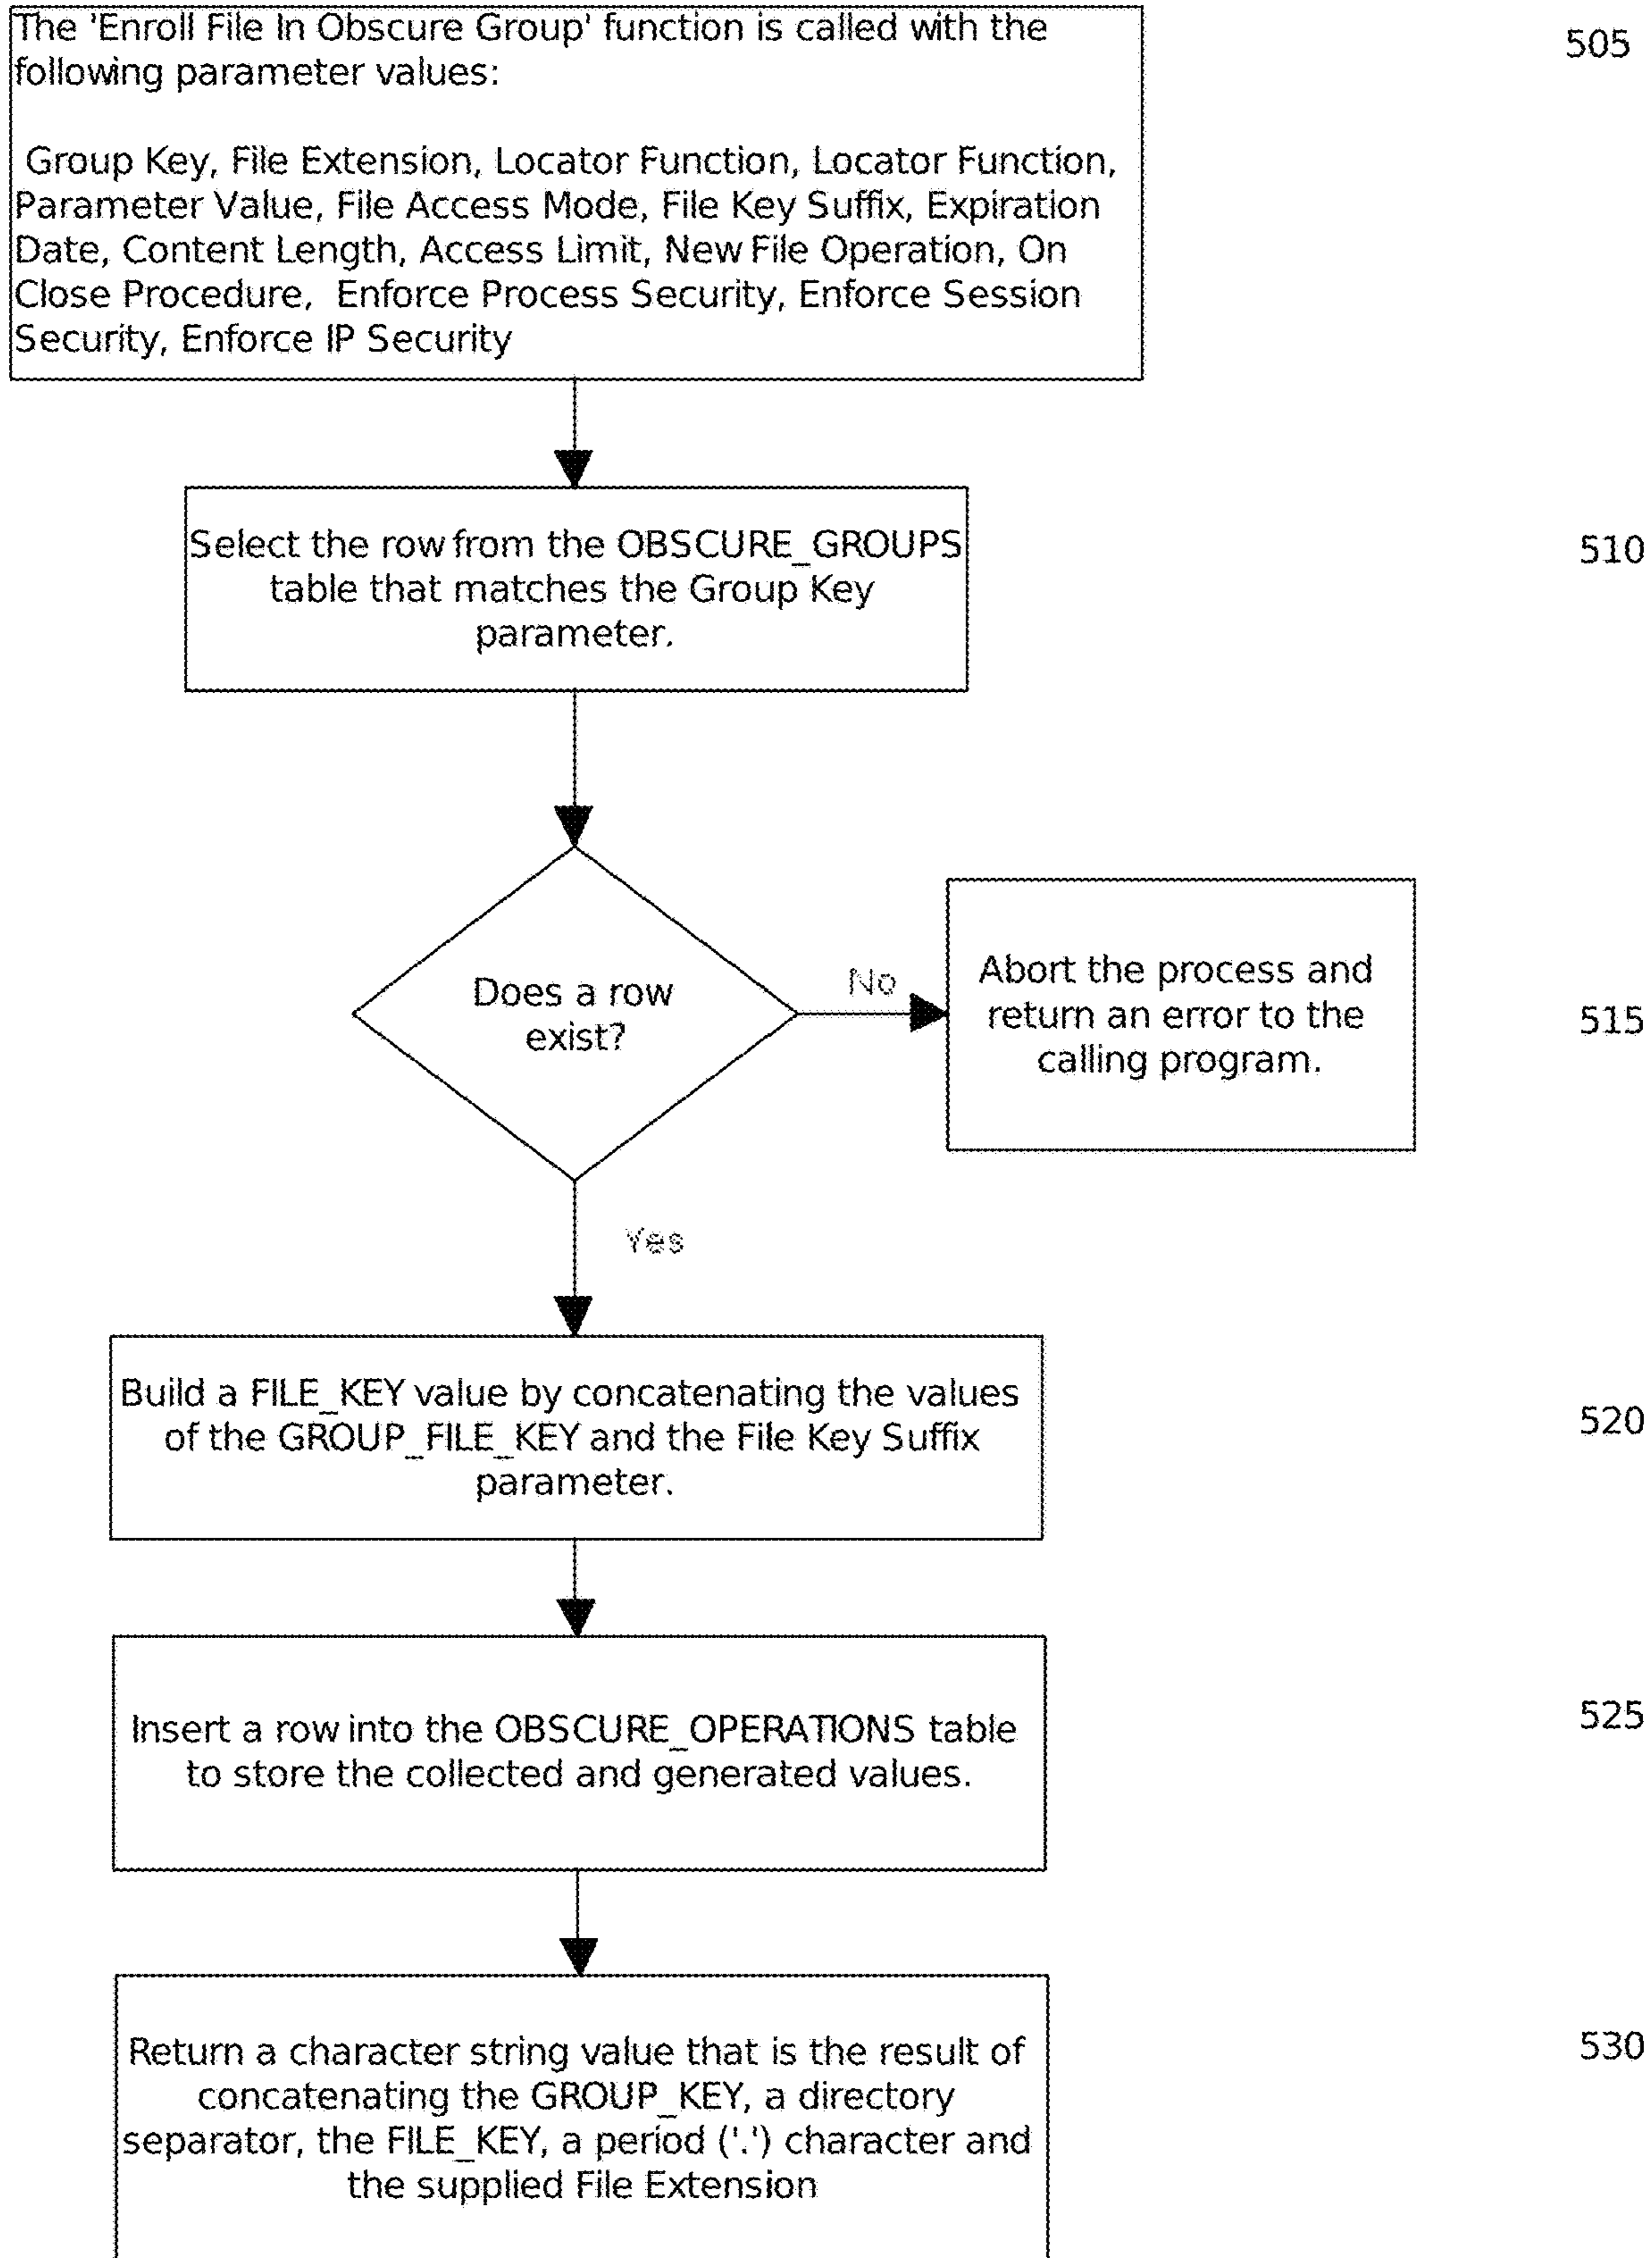 The 'Enroll File In Obscure Group' function is called with the
following parameter values:
Group Key, File Extension, Locator Function, Locator Function,
Parameter Value, File Access Mode, File Key Suffix, Expiration
Date, Content Length, Access Limit, New File Operation, On
Close Procedure, Enforce Process Security, Enforce Session
Security, Enforce IP Security
505
Select the row from the OBSCURE_GROUPS
table that matches the Group Key
parameter.
510
Does a row
exist?
No
Abort the process and
return an error to the
calling program.
515
Yes
Build a FILE_KEY value by concatenating the values
of the GROUP_FILE_KEY and the File Key Suffix
parameter.
520
Insert a row into the OBSCURE_OPERATIONS table
to store the collected and generated values.
525
Return a character string value that is the result of
concatenating the GROUP_KEY, a directory
separator, the FILE_KEY, a period ('.') character and
the supplied File Extension
530